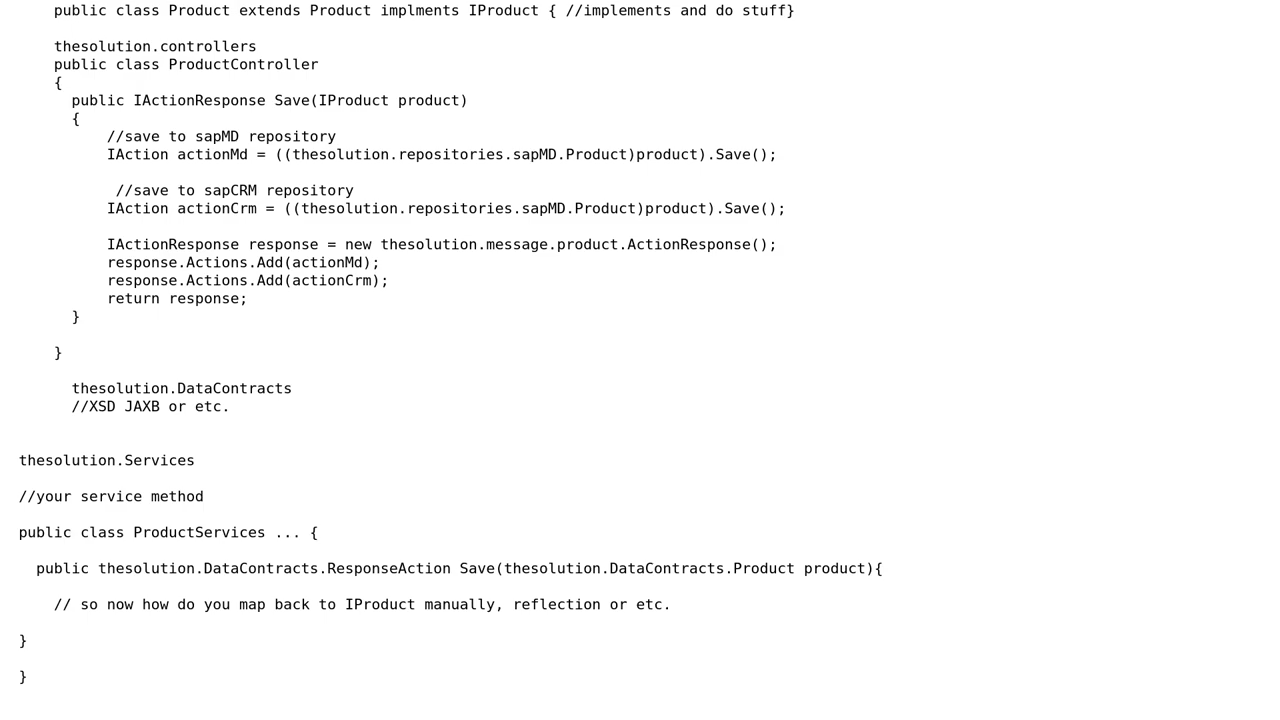 public class Product extends Product implments IProduct { //implements and do stuff}
thesolution.controllers
public class ProductController
{
public IActionResponse Save(IProduct product)
{
//save to sapMD repository
IAction actionMd = ((thesolution.repositories.sapMD.Product)product).Save();
//save to sapCRM repository
IAction actionCrm = ((thesolution.repositories.sapMD.Product)product).Save();
IActionResponse response = new thesolution.message.product.ActionResponse();
response.Actions.Add(actionMd);
response.Actions.Add(actionCrm);
return response;
}
}
thesolution.DataContracts
//XSD JAXB or etc.
thesolution.Services
//your service method
public class ProductServices ... {
public thesolution.DataContracts.ResponseAction Save(thesolution.DataContracts.Product product){
// so now how do you map back to IProduct manually, reflection or etc.
}
}